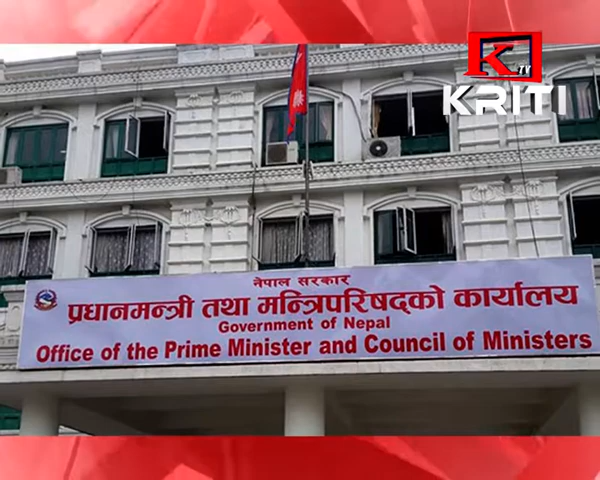 K TV
KRITI
नेपाल सरकार
प्रधानमन्त्री तथा मन्त्रिपरिषद्को कार्यालय
Government of Nepal
Office of the Prime Minister and Council of Ministers